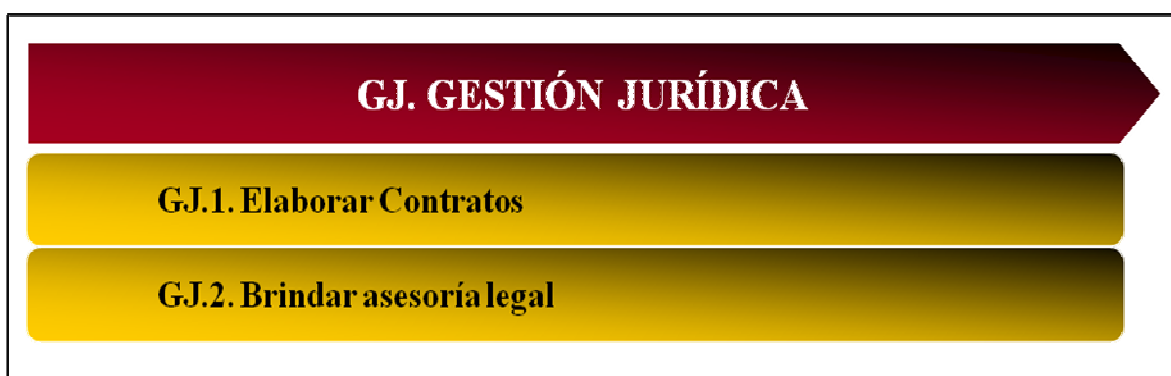 GJ. GESTIÓN JURÍDICA
GJ.1. Elaborar Contratos
GJ.2. Brindar asesoría legal